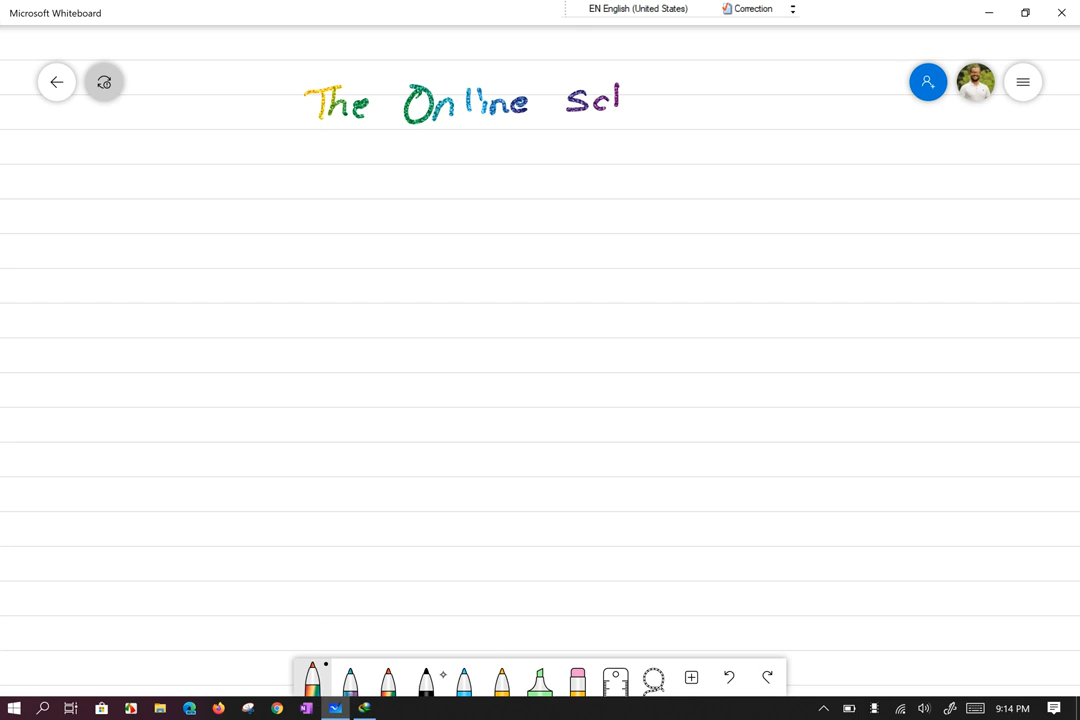 Microsoft Whiteboard
EN English (United States)
Correction
The Online Scl
9:14 PM